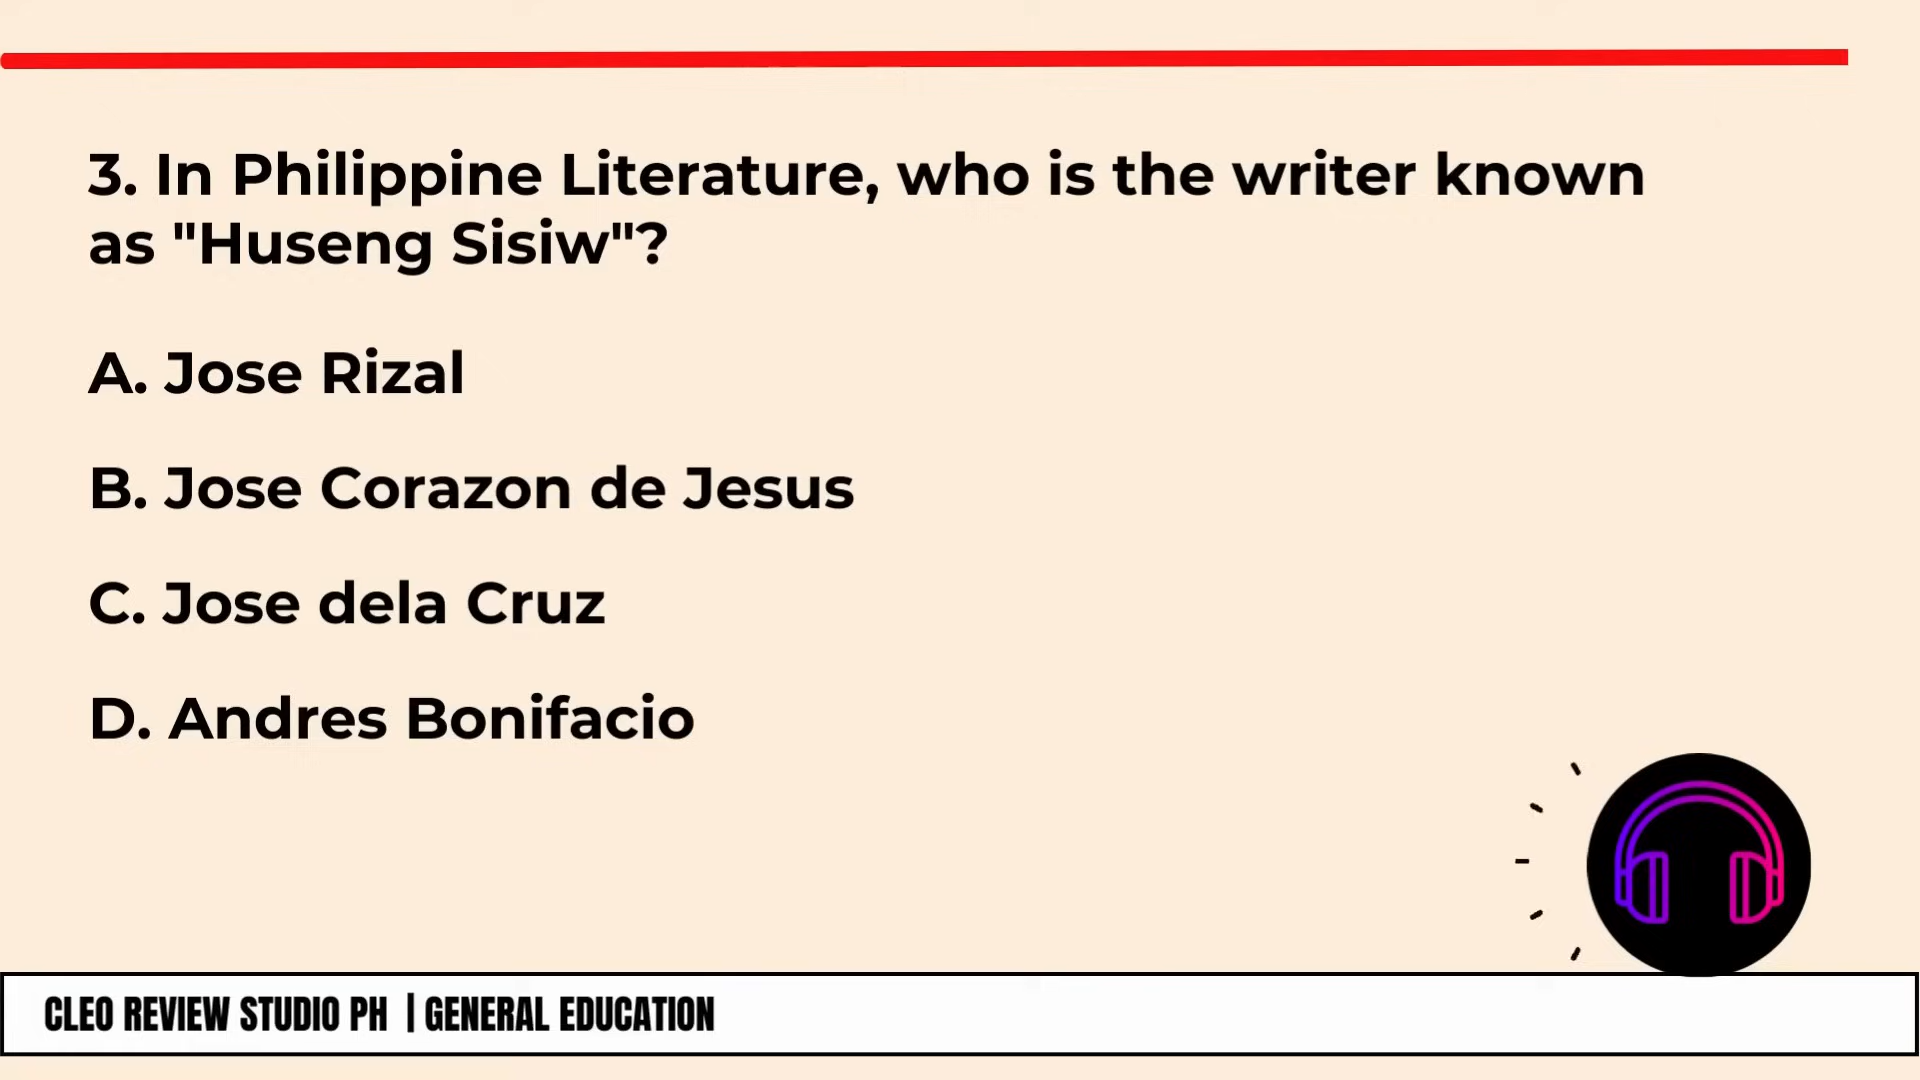 3. In Philippine Literature, who is the writer known
as "Huseng Sisiw"?
A. Jose Rizal
B. Jose Corazon de Jesus
C. Jose dela Cruz
D. Andres Bonifacio
CLEO REVIEW STUDIO PH | GENERAL EDUCATION